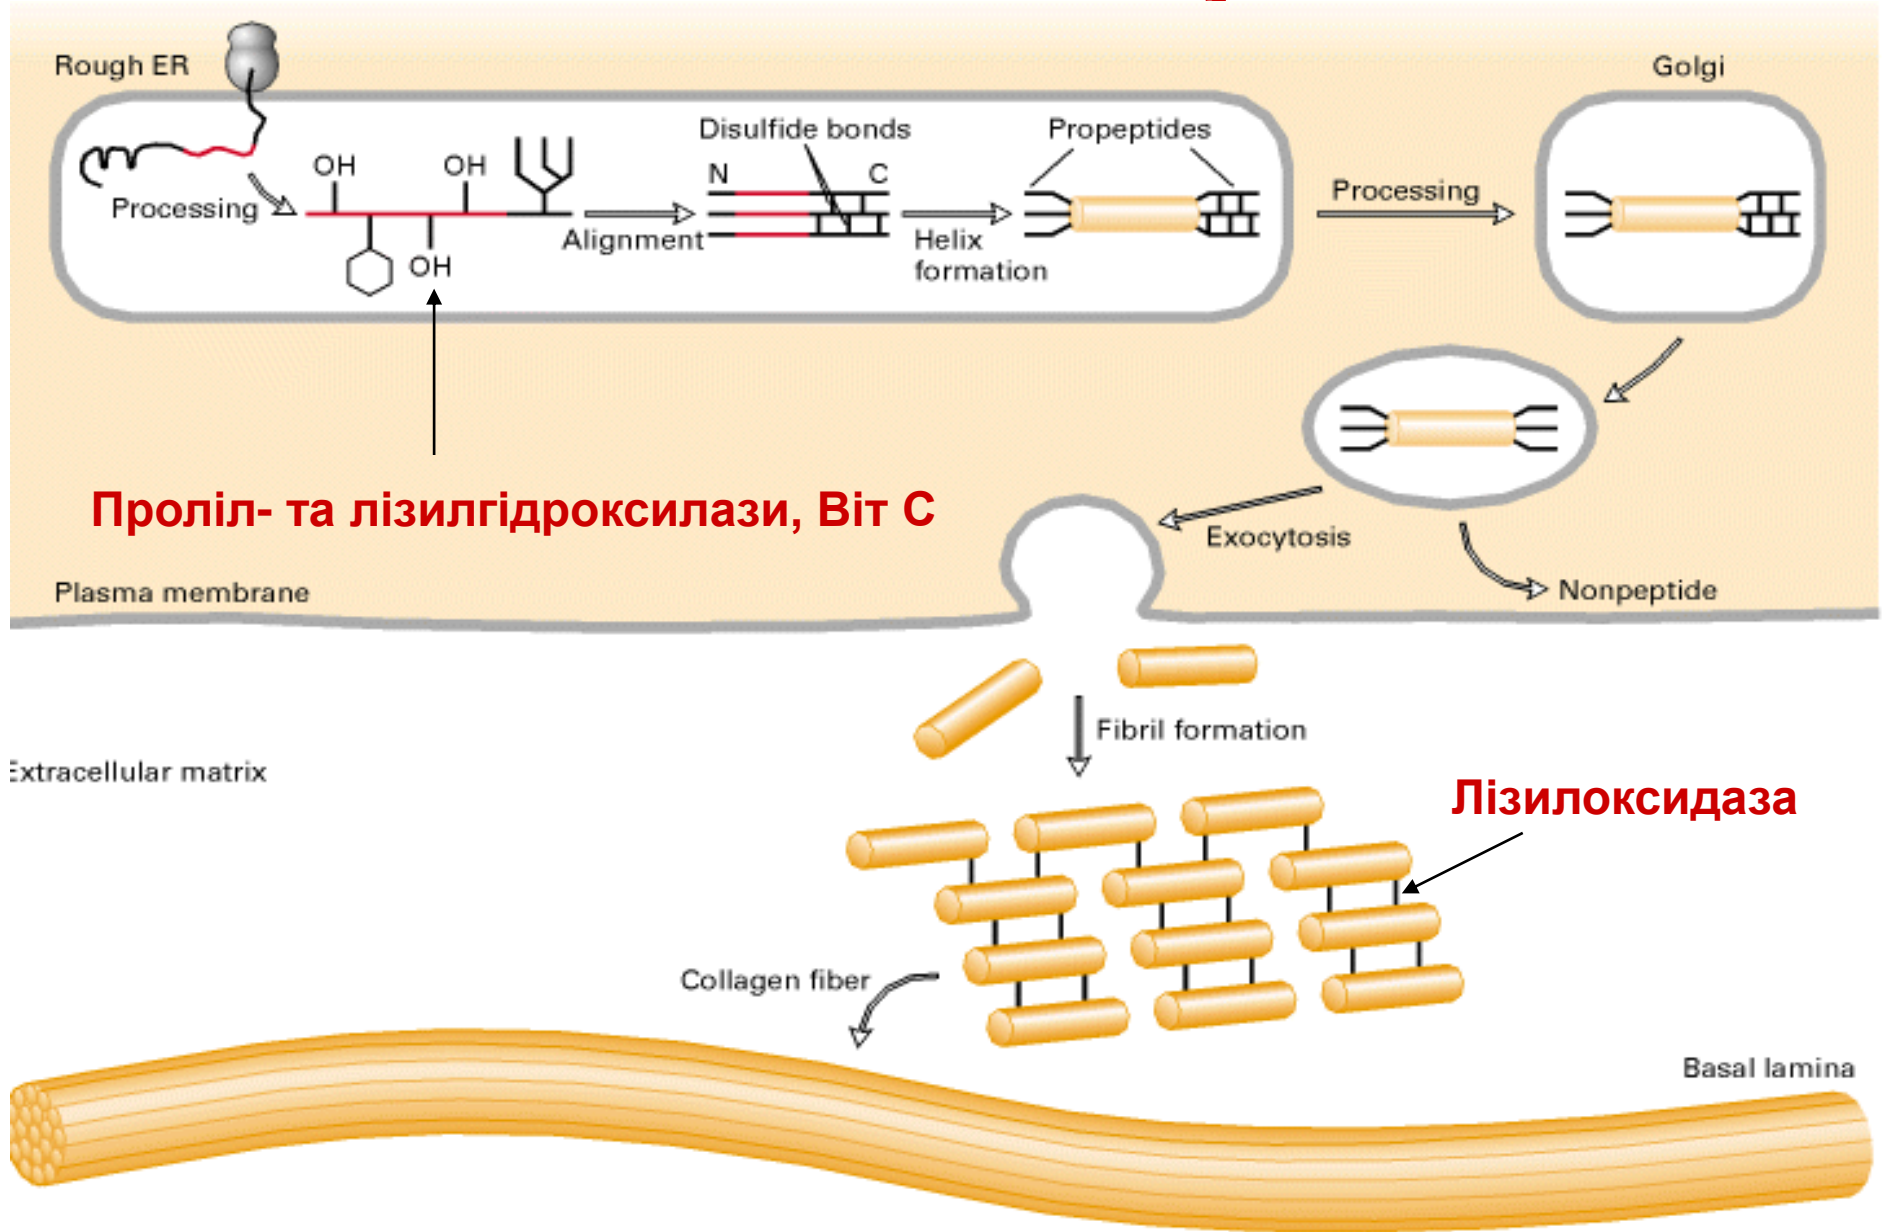 Rough ER
Golgi
Disulfide bonds
Propeptides
OH
OH
N
C
Processing
Processing
Alignment
Helix
formation
OH
Проліл- та лізилгідроксилази, Віт С
Exocytosis
Plasma membrane
Nonpeptide
Fibril formation
Extracellular matrix
Лізилоксидаза
Collagen fiber
Basal lamina